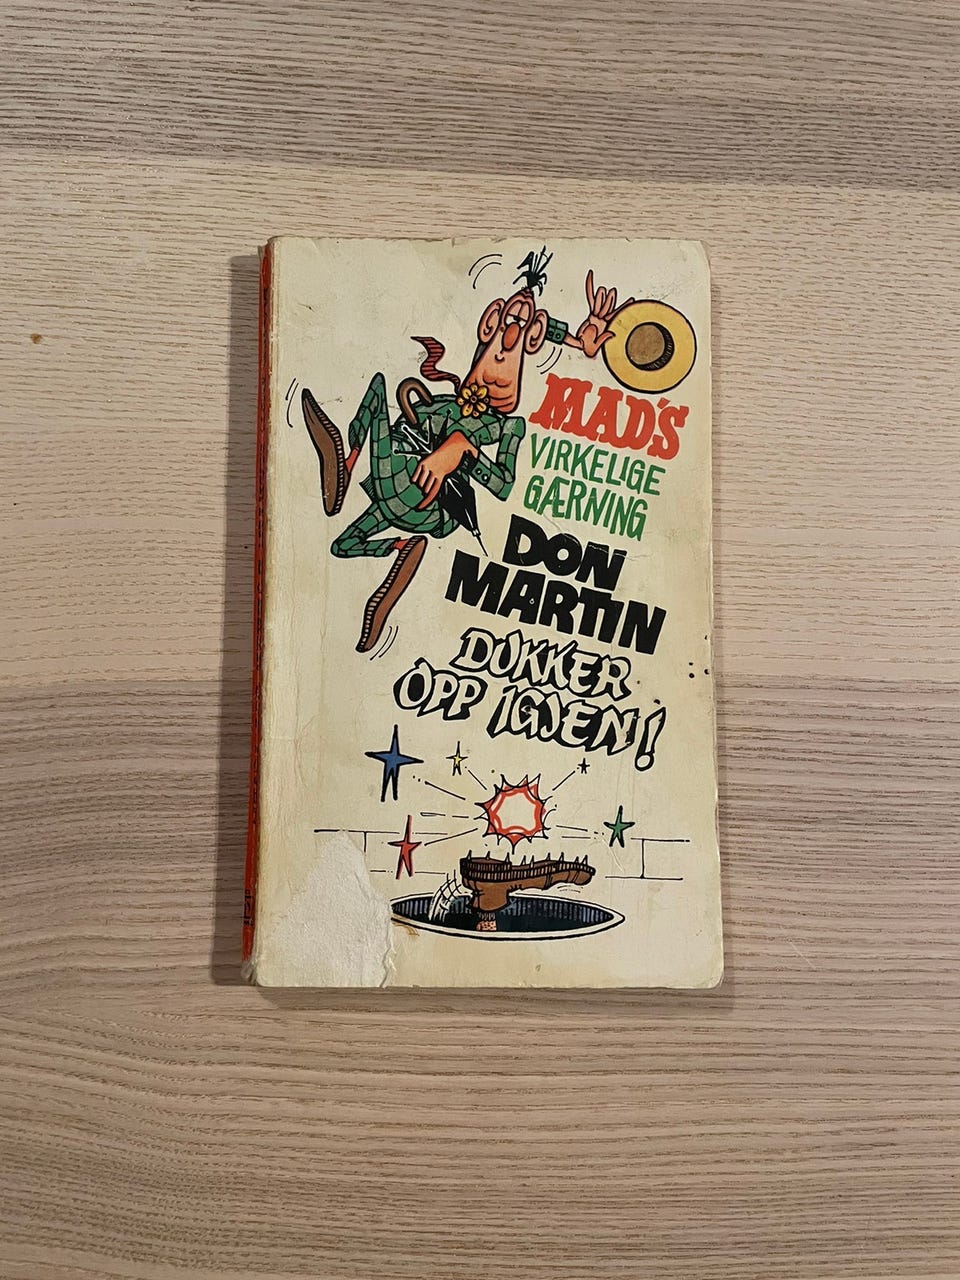 MAD'S
VIRKELIGE
GÆRNING
DON
MARTIN
DUKKER
OPP IGJEN!